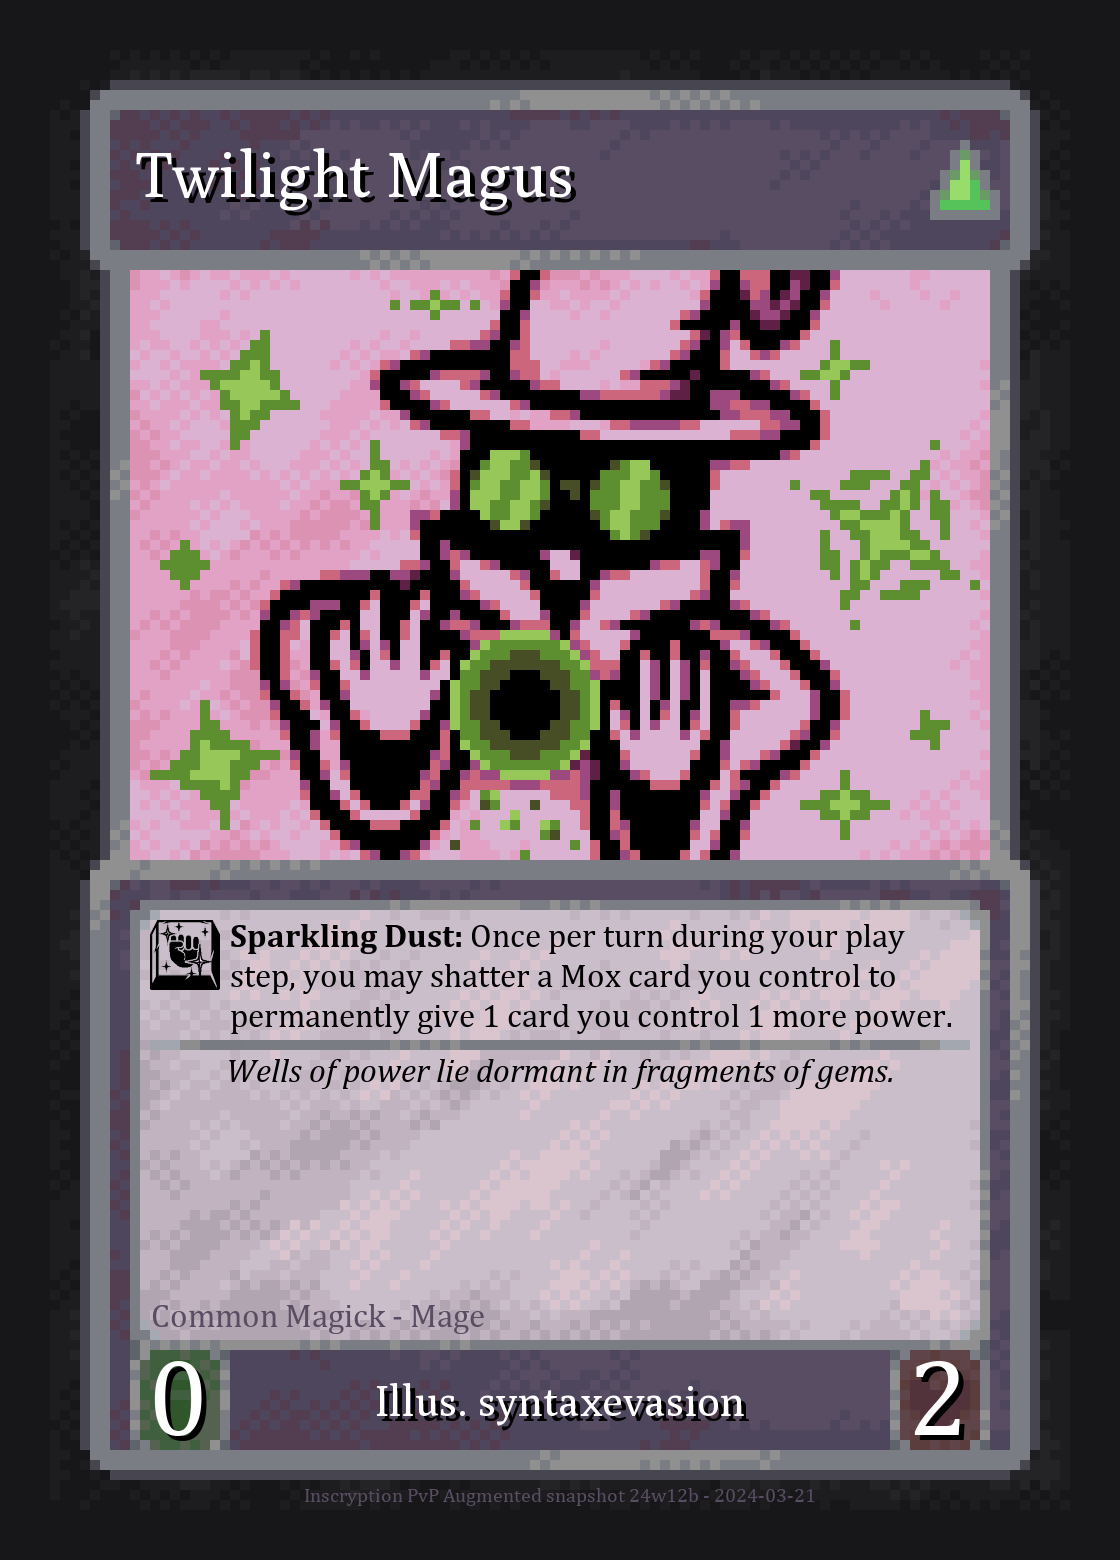 Twilight Magus
Sparkling Dust: Once per turn during your play
step, you may shatter a Mox card you control to
permanently give 1 card you control 1 more power.
Wells of power lie dormant in fragments of gems.
Common Magick - Mage
0
Illus. syntaxevasion
2
Inscryption PvP Augmented snapshot 24w12b - 2024-03-21